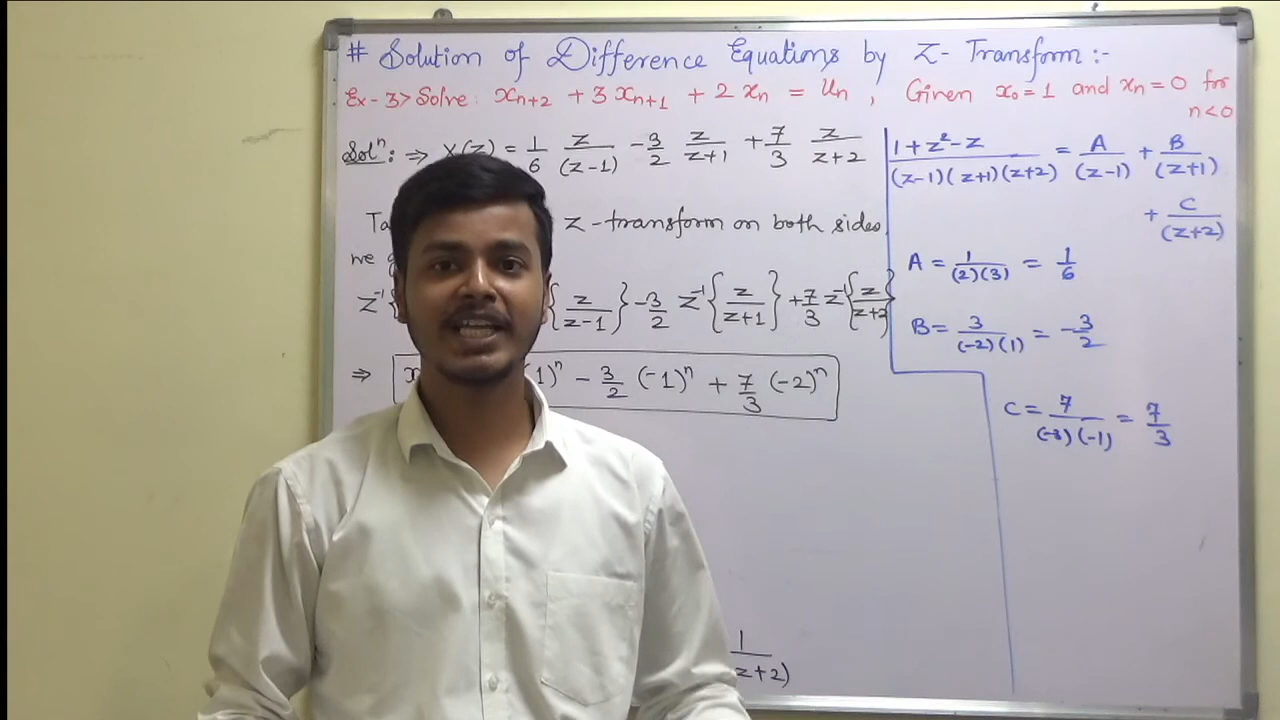 # Solution of Difference Equations by Z- Transform:-
Ex-3> Solve: xₙ₊₂ + 3xₙ₊₁ + 2xₙ = Uₙ, Given x₀=1 and xₙ=0 for
n<0
Solⁿ: ⇒ X(z) = 1/6 z/(z-1) - 3/2 z/z+1 + 7/3 z/z+2
Z-transform on both sides
we
z⁻¹{ { z/z-1 } - 3/2 z⁻¹{ z/z+1 } + 7/3 z⁻¹{ z/z+2 }
⇒ x (1)ⁿ - 3/2 (-1)ⁿ + 7/3 (-2)ⁿ
1+z²-z/(z-1)(z+1)(z+2) = A/(z-1) + B/(z+1)
+ C/(z+2)
A = 1/(2)(3) = 1/6
B = 3/(-2)(1) = -3/2
C = 7/(-3)(-1) = 7/3
1/z+2)